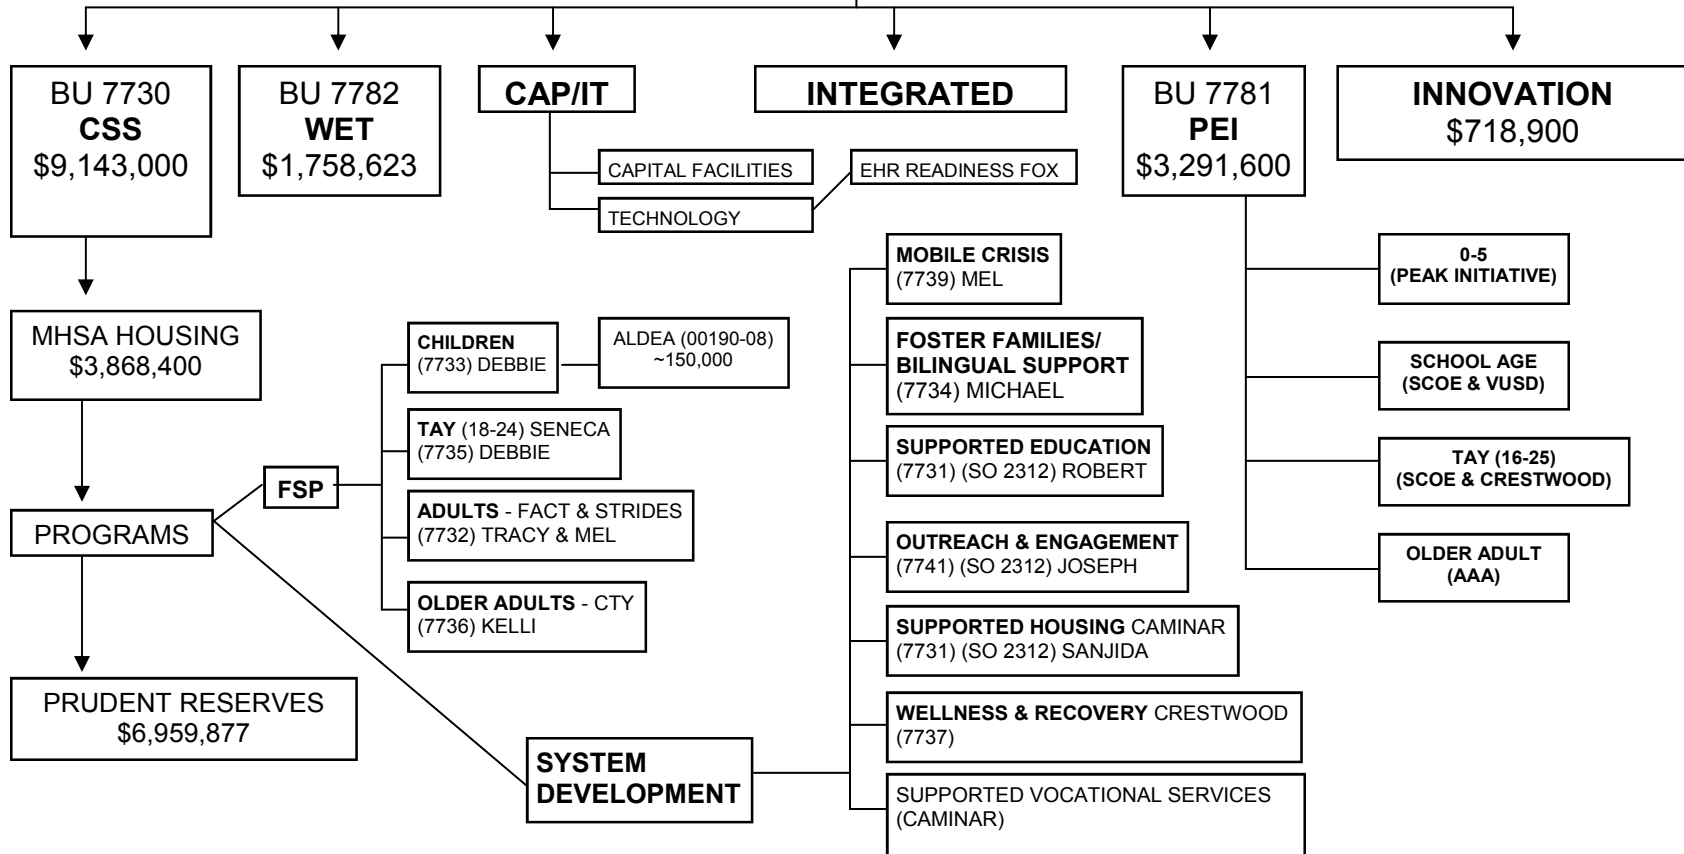 BU 7730
CSS
$9,143,000
BU 7782
WET
$1,758,623
CAP/IT
INTEGRATED
BU 7781
PEI
$3,291,600
INNOVATION
$718,900
CAPITAL FACILITIES
TECHNOLOGY
EHR READINESS FOX
MHSA HOUSING
$3,868,400
PROGRAMS
PRUDENT RESERVES
$6,959,877
FSP
CHILDREN
(7733) DEBBIE
ALDEA (00190-08)
~150,000
TAY (18-24) SENECA
(7735) DEBBIE
ADULTS - FACT & STRIDES
(7732) TRACY & MEL
OLDER ADULTS - CTY
(7736) KELLI
SYSTEM
DEVELOPMENT
MOBILE CRISIS
(7739) MEL
FOSTER FAMILIES/
BILINGUAL SUPPORT
(7734) MICHAEL
SUPPORTED EDUCATION
(7731) (SO 2312) ROBERT
OUTREACH & ENGAGEMENT
(7741) (SO 2312) JOSEPH
SUPPORTED HOUSING CAMINAR
(7731) (SO 2312) SANJIDA
WELLNESS & RECOVERY CRESTWOOD
(7737)
SUPPORTED VOCATIONAL SERVICES
(CAMINAR)
0-5
(PEAK INITIATIVE)
SCHOOL AGE
(SCOE & VUSD)
TAY (16-25)
(SCOE & CRESTWOOD)
OLDER ADULT
(AAA)